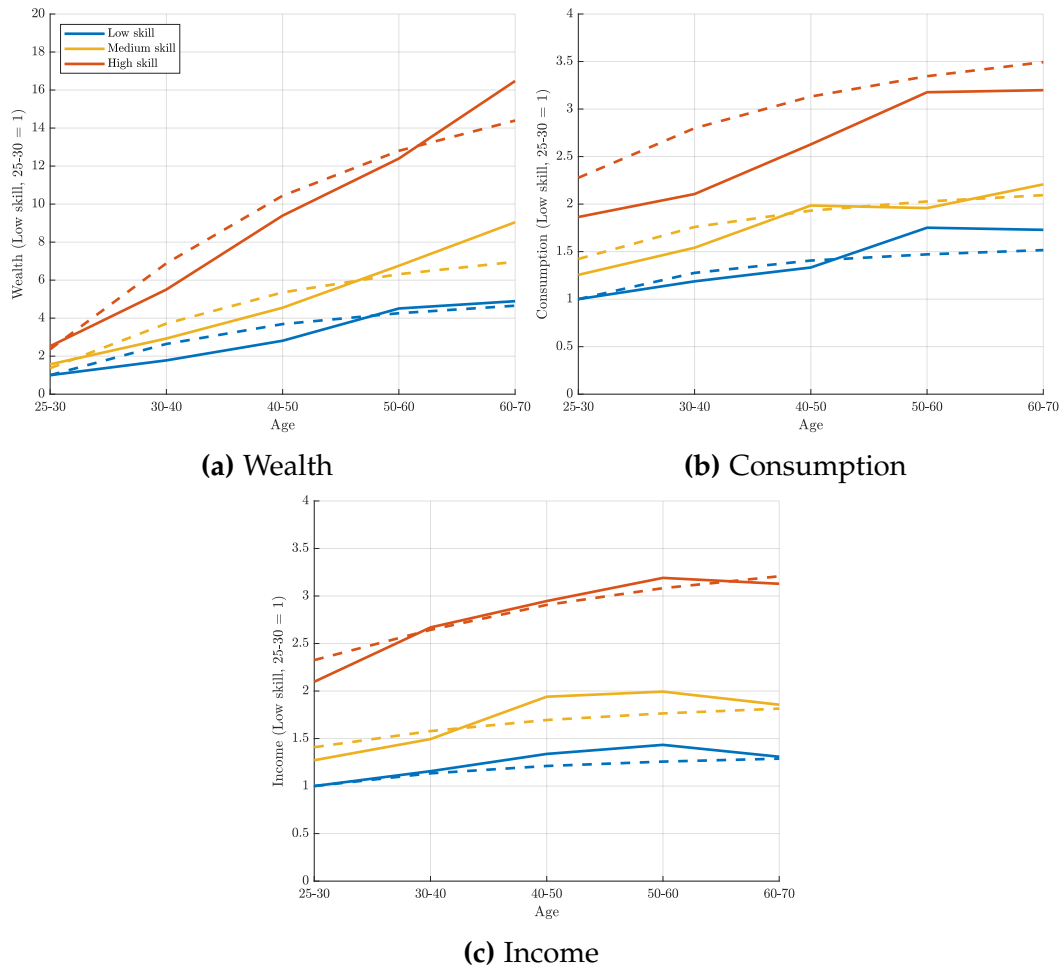 20
18
16
14
12
10
8
6
4
2
0
Wealth (Low skill, 25-30 = 1)
Low skill
Medium skill
High skill
25-30 30-40 40-50 50-60 60-70
Age
(a) Wealth
4
3.5
3
2.5
2
1.5
1
0.5
0
Consumption (Low skill, 25-30 = 1)
25-30 30-40 40-50 50-60 60-70
Age
(b) Consumption
4
3.5
3
2.5
2
1.5
1
0.5
0
Income (Low skill, 25-30 = 1)
25-30 30-40 40-50 50-60 60-70
Age
(c) Income